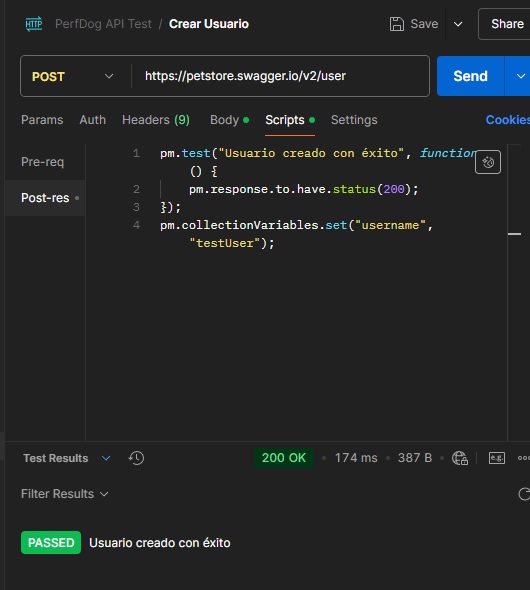 HTTP PerfDog API Test / Crear Usuario Save Share
POST https://petstore.swagger.io/v2/user Send
Params Auth Headers (9) Body Scripts Settings Cookies
Pre-req
Post-res
1 pm.test("Usuario creado con éxito", function
() {
2 pm.response.to.have.status(200);
3 });
4 pm.collectionVariables.set("username",
"testUser");
Test Results 200 OK • 174 ms • 387 B • e.g.
Filter Results
PASSED Usuario creado con éxito